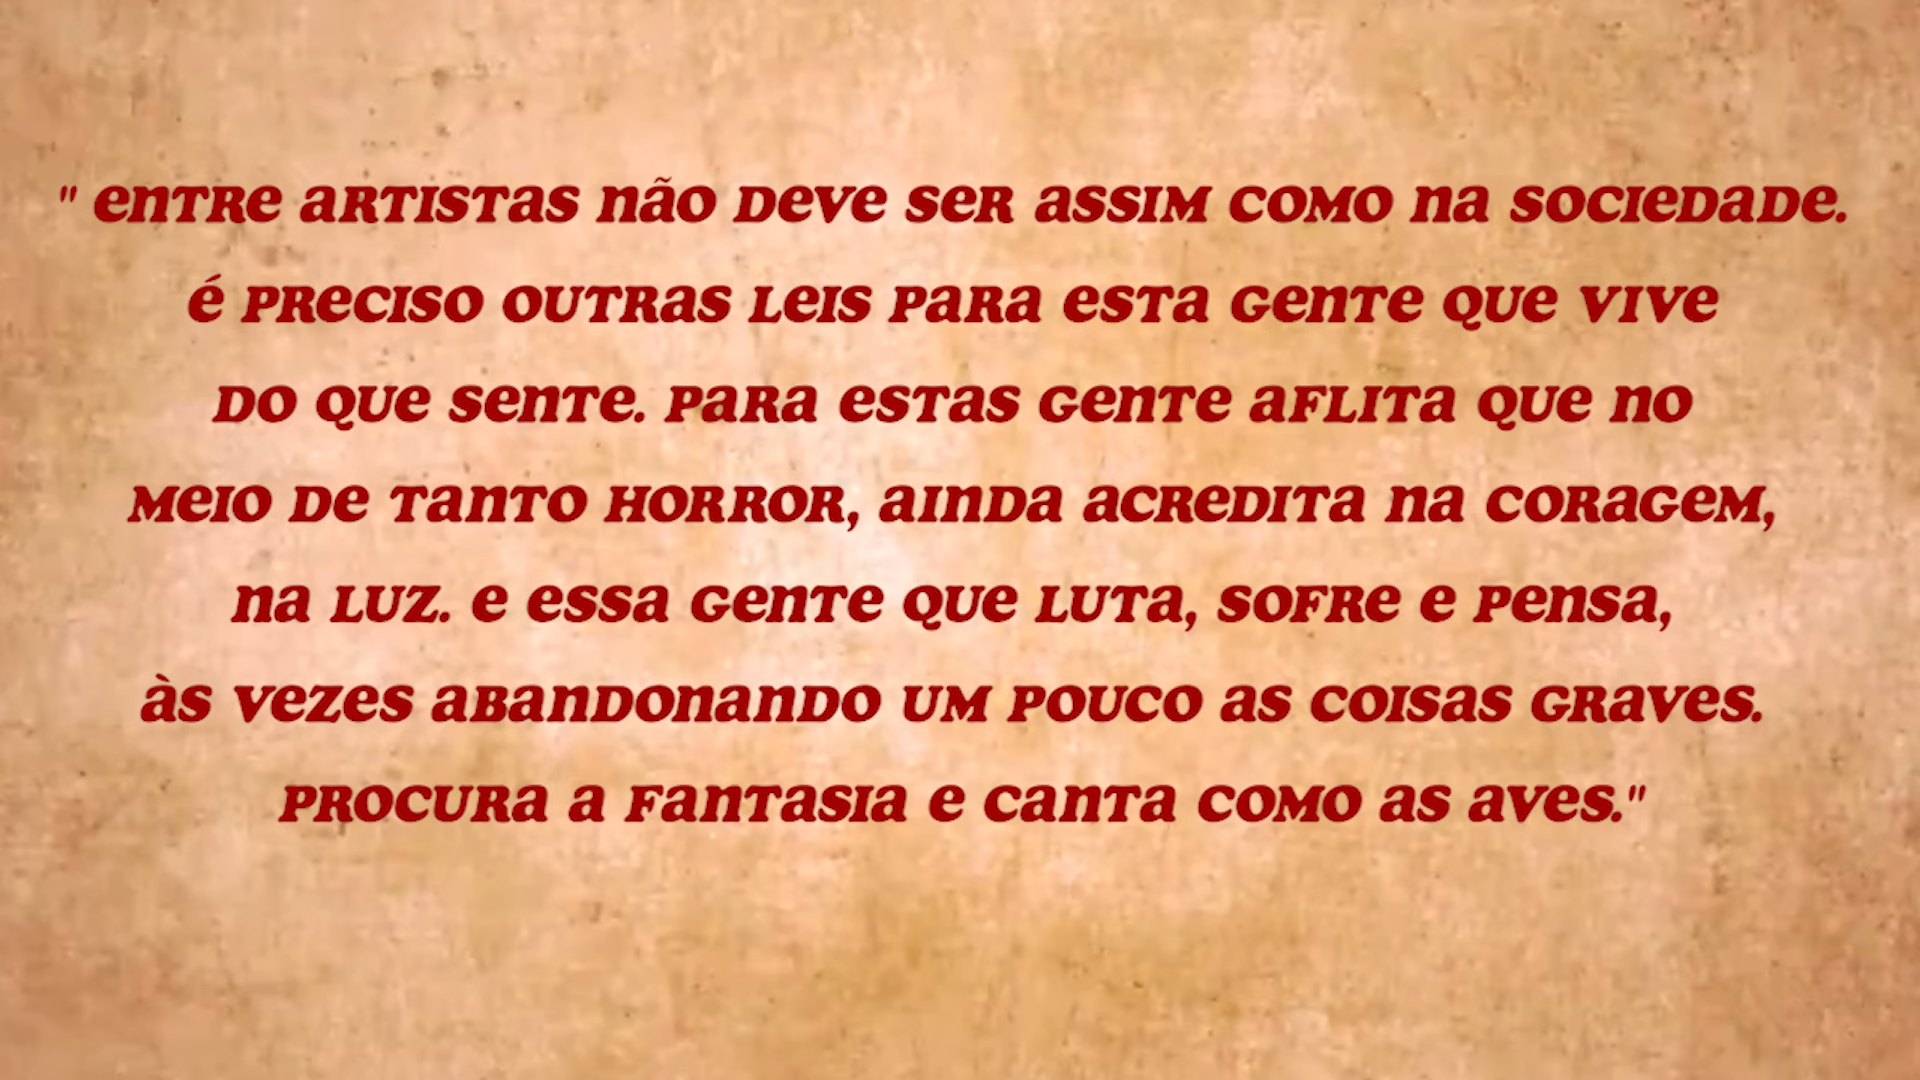 " entre artistas não deve ser assim como na sociedade.
é preciso outras leis para esta gente que vive
do que sente. para estas gente aflita que no
meio de tanto horror, ainda acredita na coragem,
na luz. e essa gente que luta, sofre e pensa,
às vezes abandonando um pouco as coisas graves.
procura a fantasia e canta como as aves."